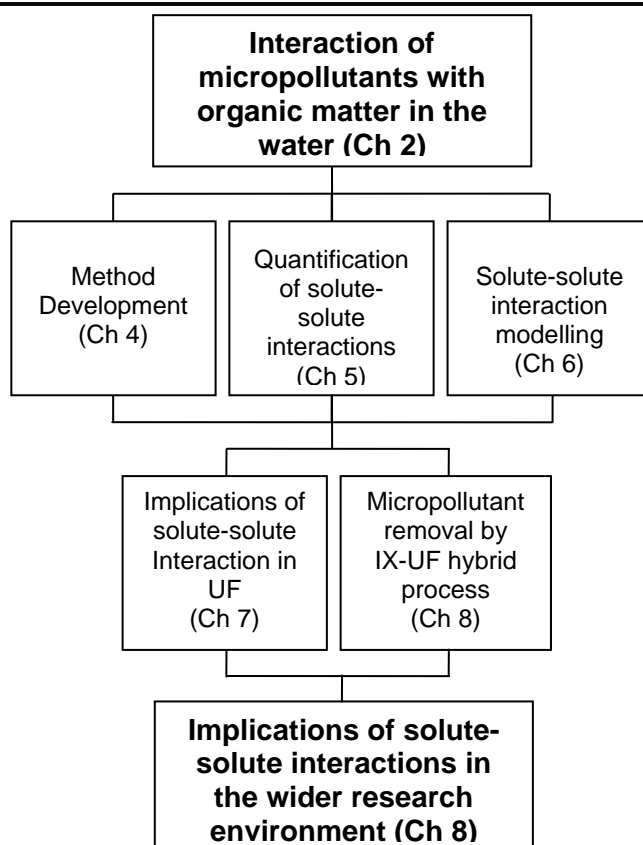 Interaction of
micropollutants with
organic matter in the
water (Ch 2)
Method
Development
(Ch 4)
Quantification
of solute-
solute
interactions
(Ch 5)
Solute-solute
interaction
modelling
(Ch 6)
Implications of
solute-solute
Interaction in
UF
(Ch 7)
Micropollutant
removal by
IX-UF hybrid
process
(Ch 8)
Implications of solute-
solute interactions in
the wider research
environment (Ch 8)